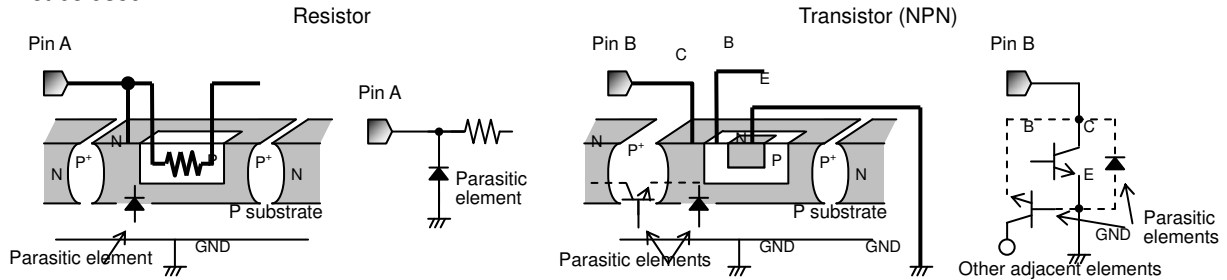 Resistor
Transistor (NPN)
Pin A
Pin B
C
B
E
Pin B
Pin A
N
P
N
P+
P+
N
P substrate
Parasitic element
GND
Parasitic element
N
P
N
P+
P+
N
P substrate
Parasitic elements
GND
GND
B
C
E
GND
Parasitic
elements
Other adjacent elements